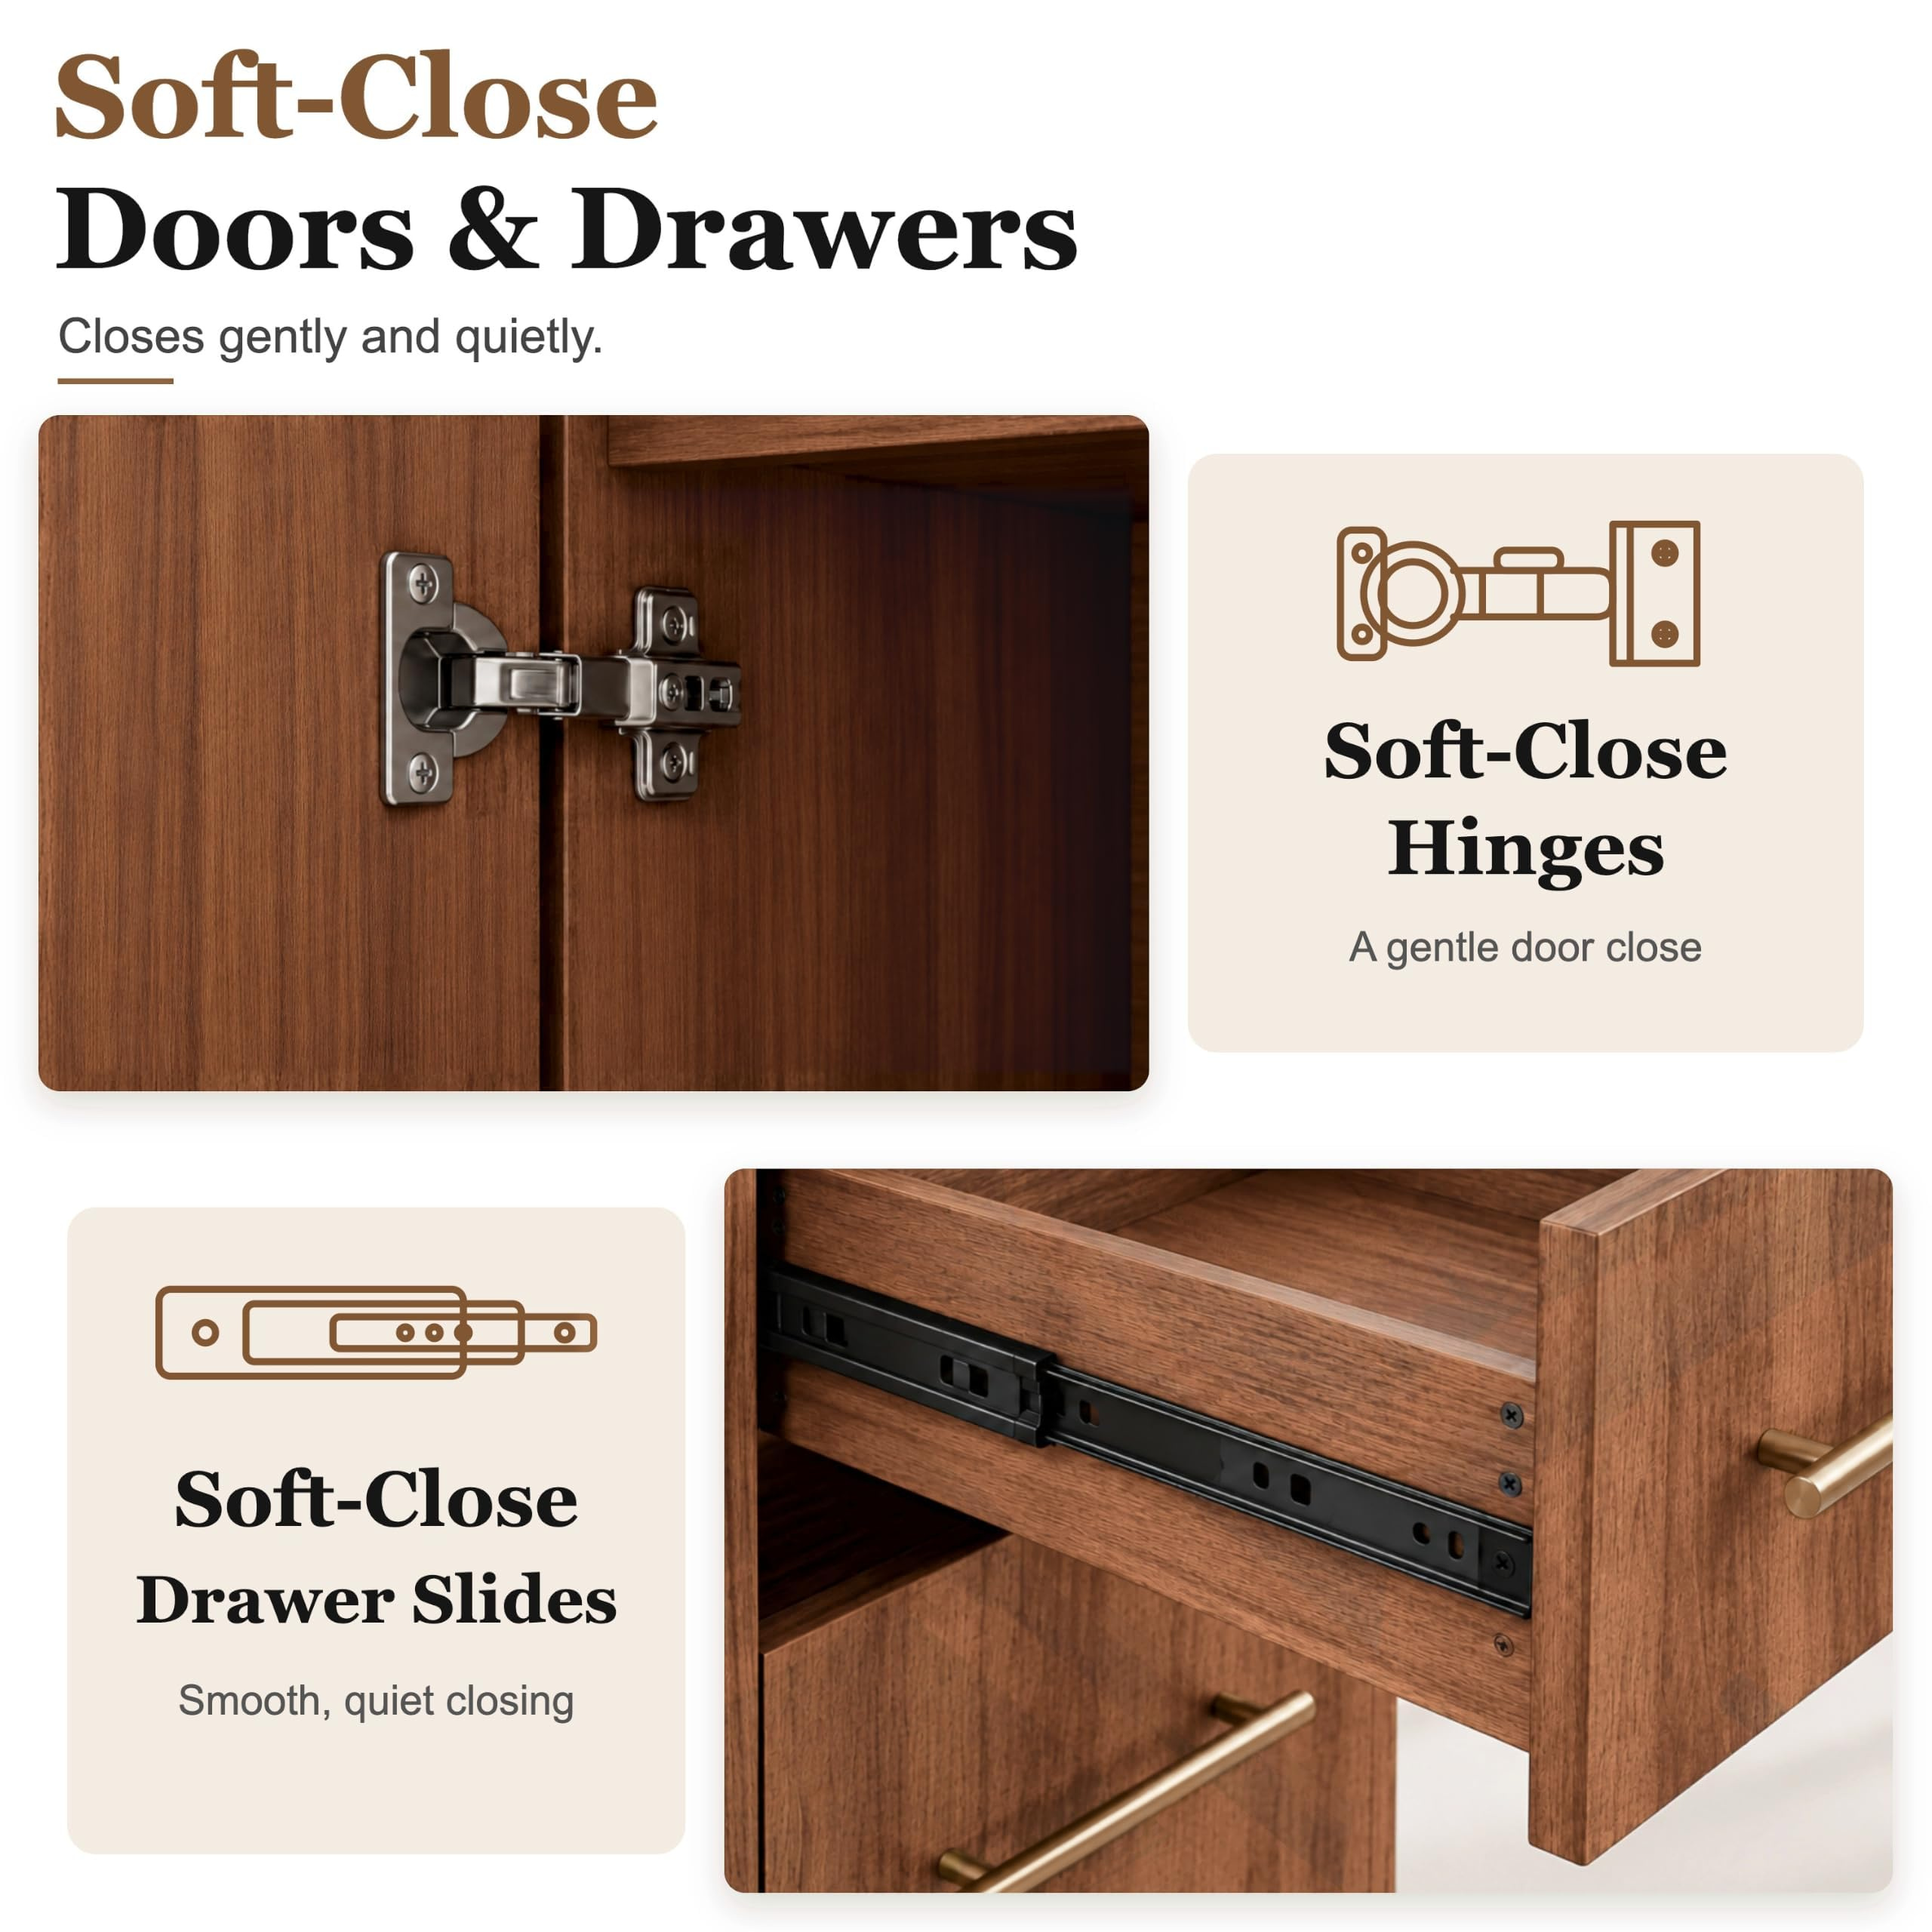 Soft-Close
Doors & Drawers
Closes gently and quietly.
Soft-Close
Hinges
A gentle door close
Soft-Close
Drawer Slides
Smooth, quiet closing